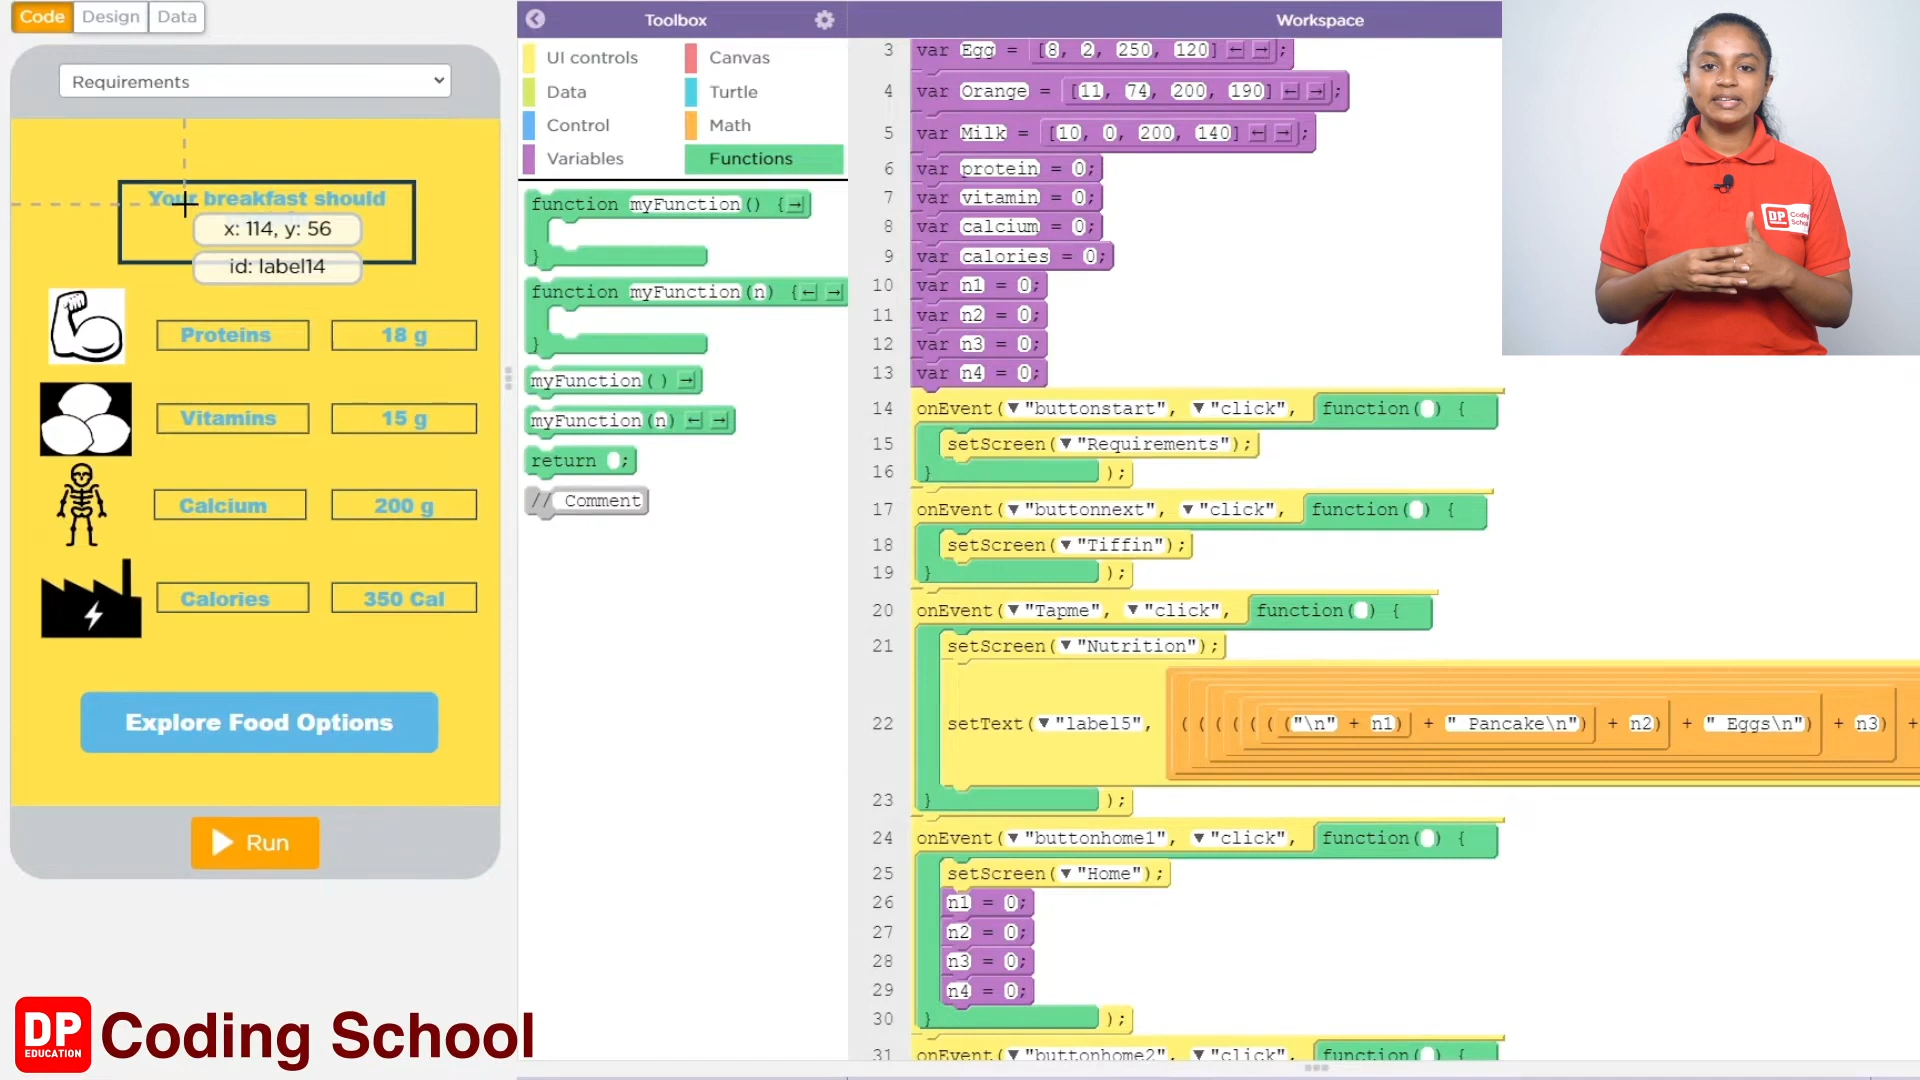 Code Design Data
Requirements
Your breakfast should
x: 114, y: 56
id: label14
Proteins 18 g
Vitamins 15 g
Calcium 200 g
Calories 350 Cal
Explore Food Options
Run
DP
EDUCATION
Coding School
Toolbox
UI controls Canvas
Data Turtle
Control Math
Variables Functions
function myFunction() {→
}
function myFunction(n) {← →
}
myFunction() →
myFunction(n) ← →
return ;
// Comment
Workspace
3 var Egg = [8, 2, 250, 120] ← → ;
4 var Orange = [11, 74, 200, 190] ← → ;
5 var Milk = [10, 0, 200, 140] ← → ;
6 var protein = 0;
7 var vitamin = 0;
8 var calcium = 0;
9 var calories = 0;
10 var n1 = 0;
11 var n2 = 0;
12 var n3 = 0;
13 var n4 = 0;
14 onEvent(▼"buttonstart", ▼"click", function() {
15 setScreen(▼"Requirements");
16 } );
17 onEvent(▼"buttonnext", ▼"click", function() {
18 setScreen(▼"Tiffin");
19 } );
20 onEvent(▼"Tapme", ▼"click", function() {
21 setScreen(▼"Nutrition");
22 setText(▼"label5", (((((((("\n" + n1) + " Pancake\n") + n2) + " Eggs\n") + n3) +
23 } );
24 onEvent(▼"buttonhome1", ▼"click", function() {
25 setScreen(▼"Home");
26 n1 = 0;
27 n2 = 0;
28 n3 = 0;
29 n4 = 0;
30 } );
31 onEvent(▼"buttonhome2", ▼"click", function() {
DP Coding
School